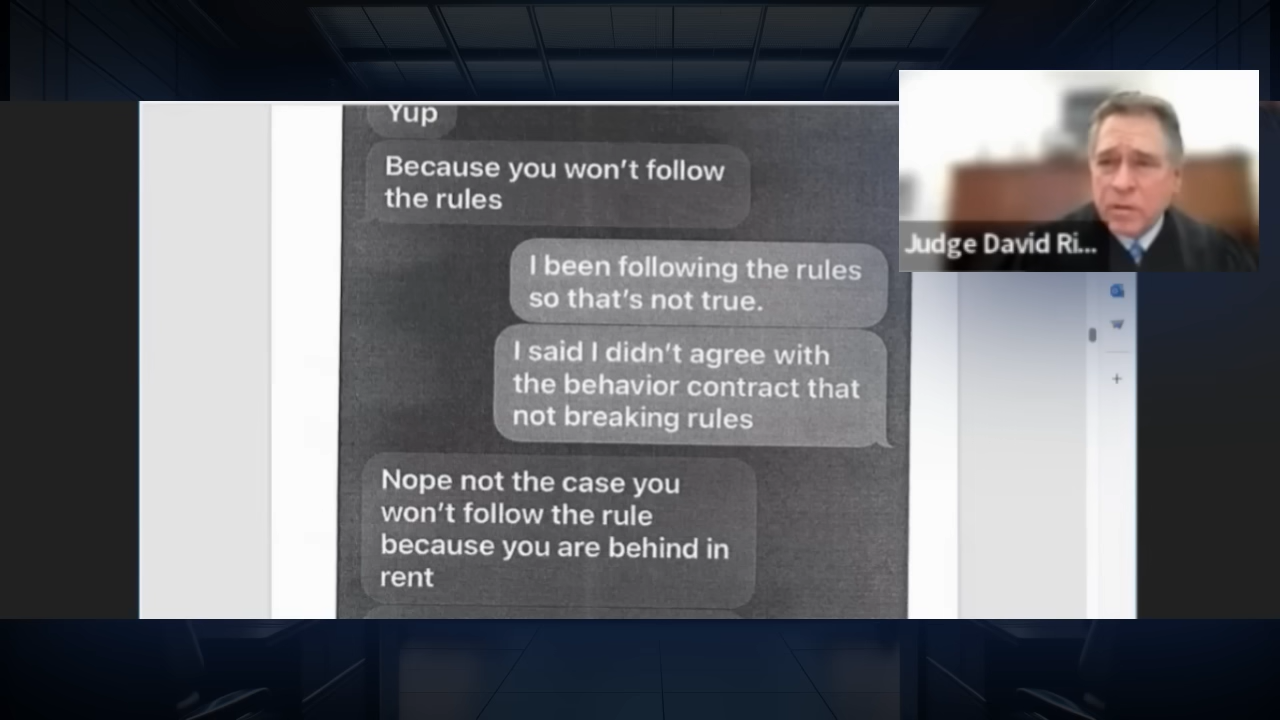 Yup
Because you won't follow
the rules
I been following the rules
so that's not true.
I said I didn't agree with
the behavior contract that
not breaking rules
Nope not the case you
won't follow the rule
because you are behind in
rent
Judge David Ri...